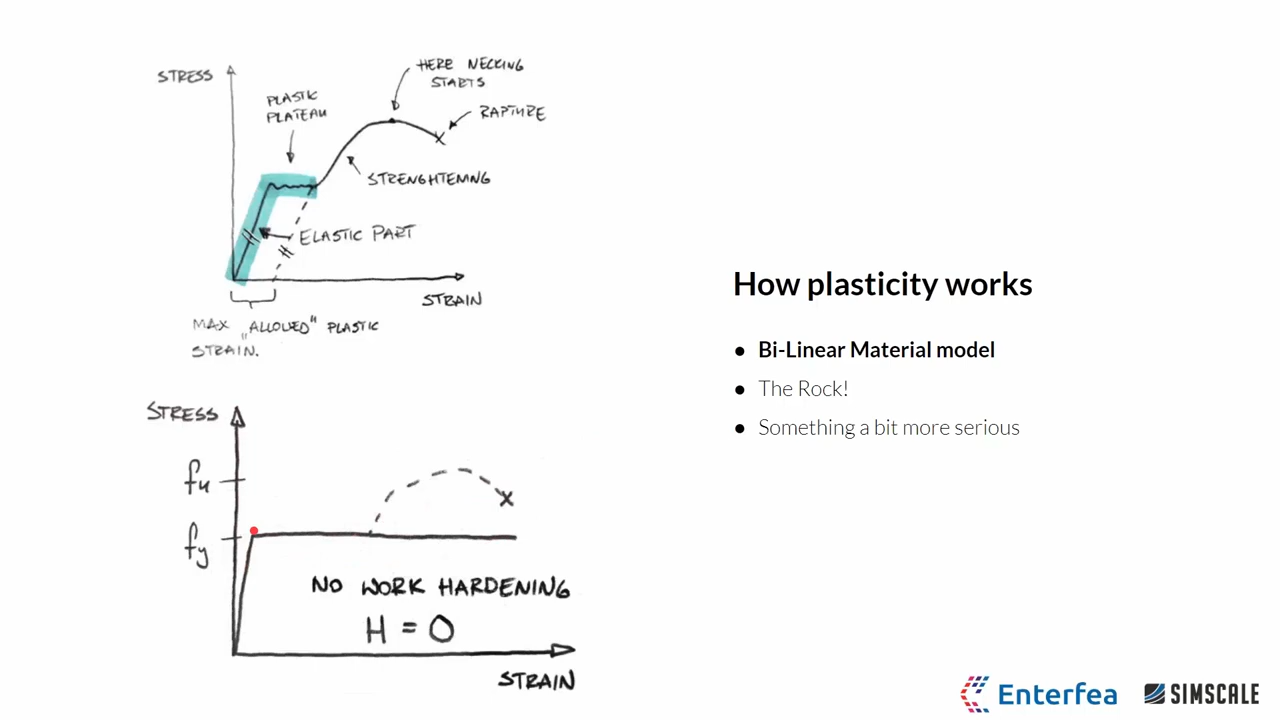 STRESS
HERE NECKING
STARTS
PLASTIC
PLATEAU
RAPTURE
STRENGHTENING
ELASTIC PART
STRAIN
MAX „ALLOWED" PLASTIC
STRAIN.
STRESS
fu
fy
NO WORK HARDENING
H = 0
STRAIN
How plasticity works
● Bi-Linear Material model
● The Rock!
● Something a bit more serious
Enterfea
SIMSCALE